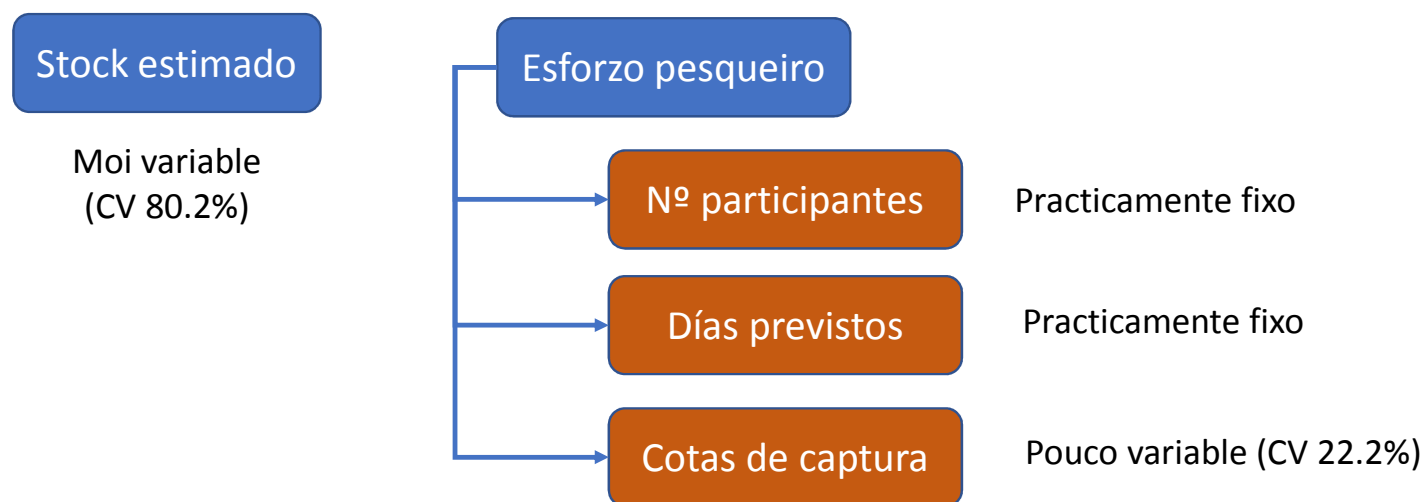 Stock estimado
Moi variable
(CV 80.2%)
Esforzo pesqueiro
Nº participantes
Practicamente fixo
Días previstos
Practicamente fixo
Cotas de captura
Pouco variable (CV 22.2%)